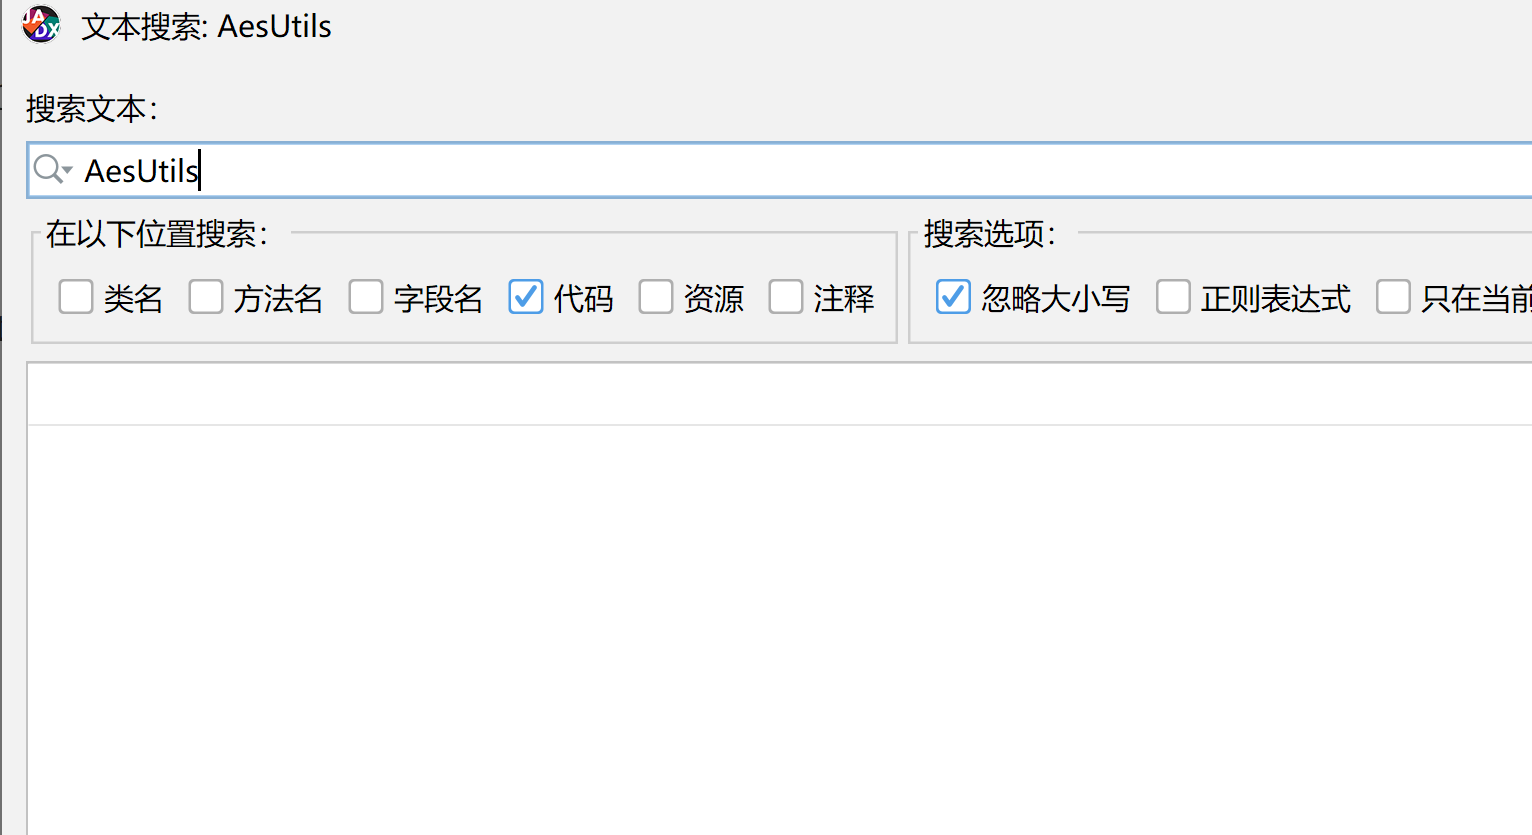 文本搜索: AesUtils
搜索文本：
AesUtils
在以下位置搜索： 搜索选项：
类名 方法名 字段名 代码 资源 注释 忽略大小写 正则表达式 只在当前